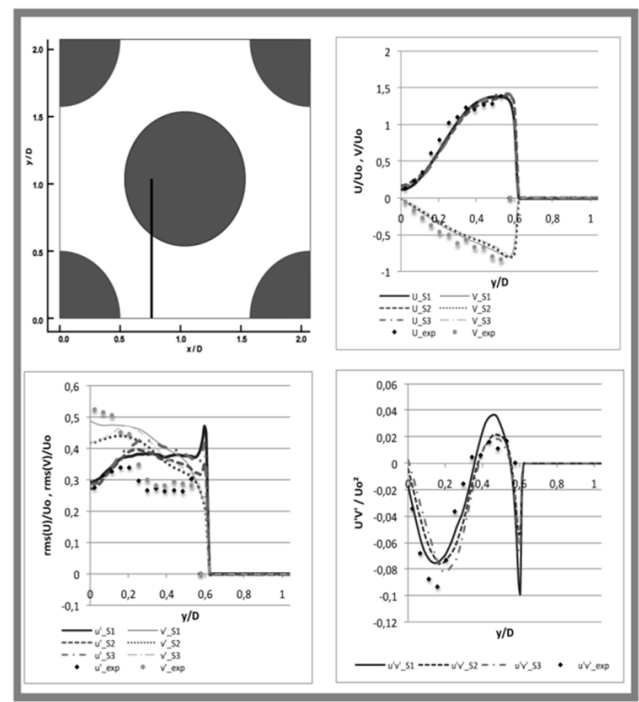 2.0
1.5
1.0
0.5
0.0
y/D
0.0 0.5 1.0 1.5 2.0
x/D
2
1,5
1
0,5
0
-0,5
-1
U/Uo , V/Uo
0 0,2 0,4 0,6 0,8 1
y/D
U_S1 V_S1
U_S2 V_S2
U_S3 V_S3
U_exp V_exp
0,6
0,5
0,4
0,3
0,2
0,1
0
-0,1
rms(U)/Uo , rms(V)/Uo
0 0,2 0,4 0,6 0,8 1
y/D
u'_S1 v'_S1
u'_S2 v'_S2
u'_S3 v'_S3
u'_exp v'_exp
0,06
0,04
0,02
0
-0,02
-0,04
-0,06
-0,08
-0,1
-0,12
U'V' / Uo²
0 0,2 0,4 0,6 0,8 1
y/D
u'v'_S1 u'v'_S2 u'v'_S3 u'v'_exp